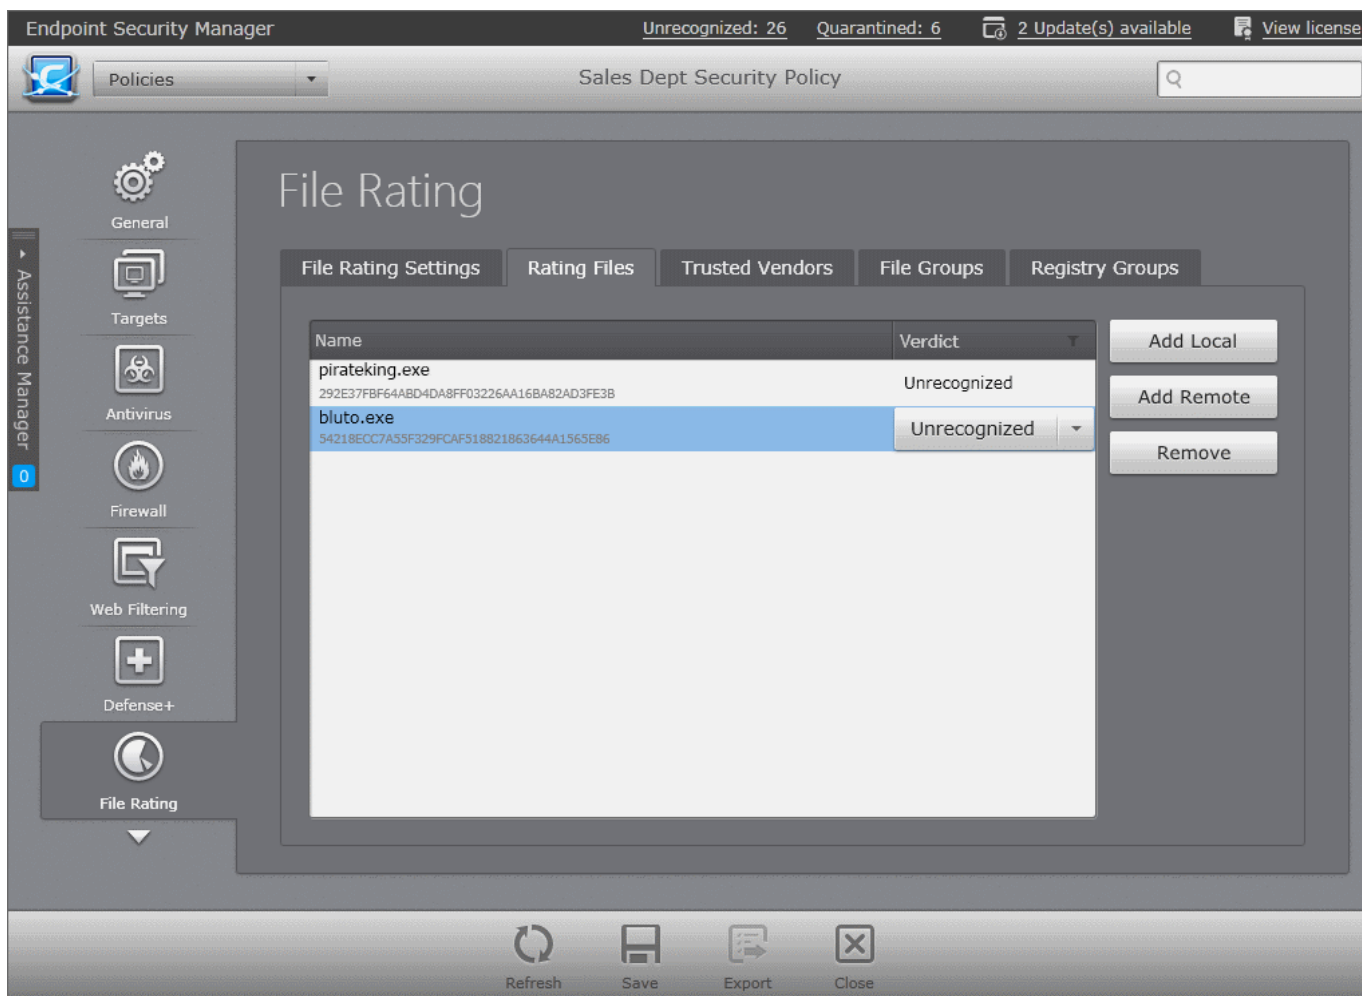 Endpoint Security Manager
Unrecognized: 26
Quarantined: 6
2 Update(s) available
View license
Policies
Sales Dept Security Policy
General
Targets
Antivirus
Firewall
Web Filtering
Defense+
File Rating
Assistance Manager
0
File Rating
File Rating Settings
Rating Files
Trusted Vendors
File Groups
Registry Groups
Name
Verdict
pirateking.exe
292E37FBF64ABD4DA8FF03226AA16BA82AD3FE3B
Unrecognized
bluto.exe
54218ECC7A55F329FCAF518821863644A1565E86
Unrecognized
Add Local
Add Remote
Remove
Refresh
Save
Export
Close